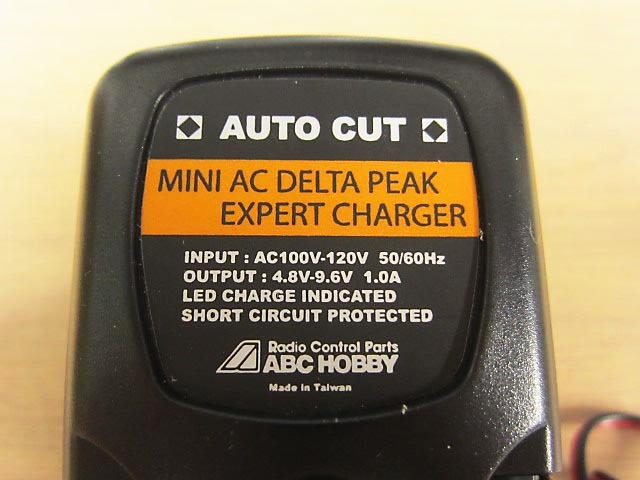 AUTO CUT
MINI AC DELTA PEAK
EXPERT CHARGER
INPUT : AC100V-120V 50/60Hz
OUTPUT : 4.8V-9.6V 1.0A
LED CHARGE INDICATED
SHORT CIRCUIT PROTECTED
Radio Control Parts
ABC HOBBY
Made in Taiwan